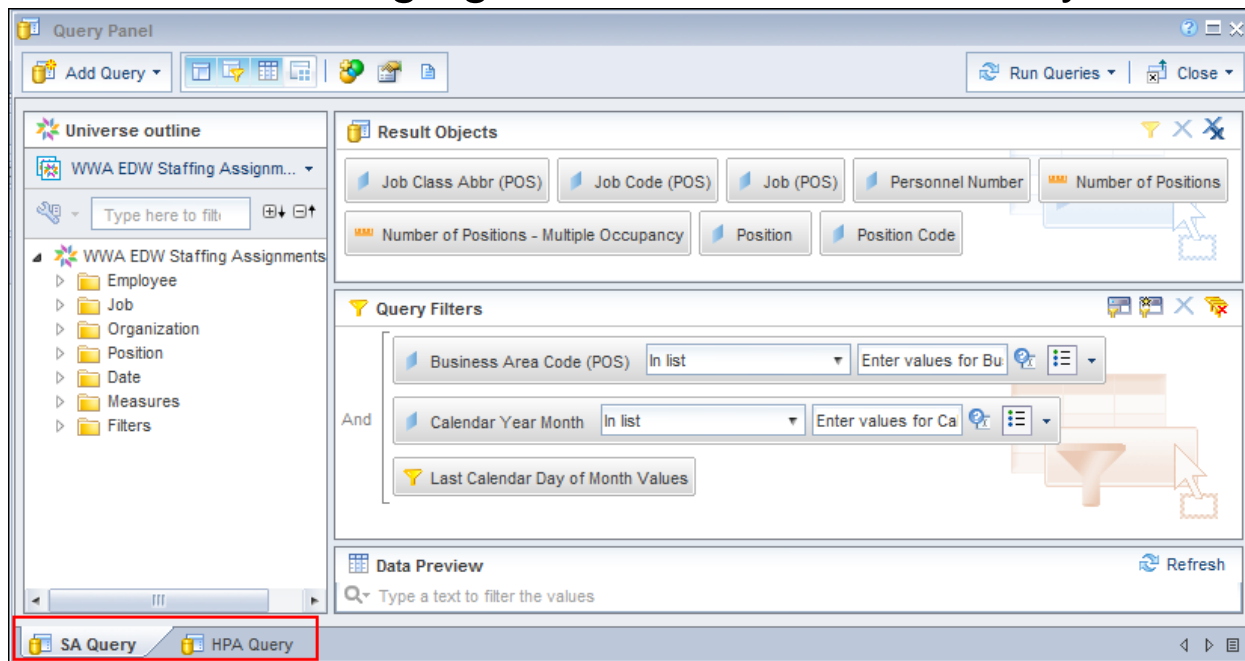 Query Panel
Add Query
Run Queries
Close
Universe outline
WWA EDW Staffing Assignm...
Type here to filt
WWA EDW Staffing Assignments
Employee
Job
Organization
Position
Date
Measures
Filters
Result Objects
Job Class Abbr (POS)
Job Code (POS)
Job (POS)
Personnel Number
Number of Positions
Number of Positions - Multiple Occupancy
Position
Position Code
Query Filters
Business Area Code (POS) In list Enter values for Bu
And
Calendar Year Month In list Enter values for Ca
Last Calendar Day of Month Values
Data Preview
Refresh
Type a text to filter the values
SA Query
HPA Query